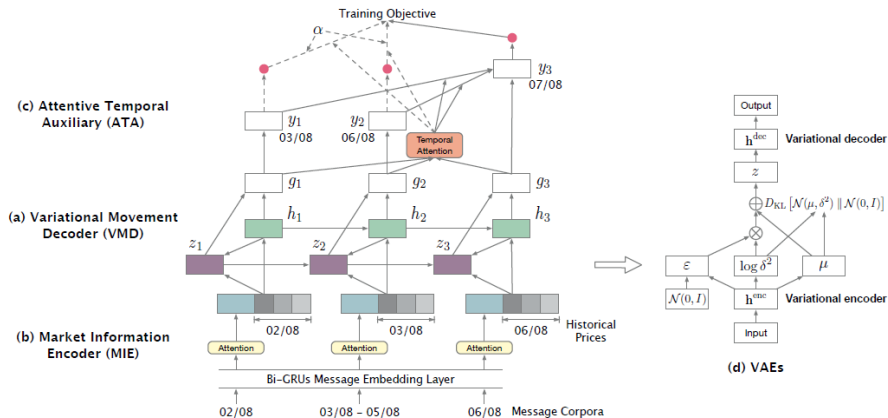 Training Objective
α
y₃
07/08
(c) Attentive Temporal
Auxiliary (ATA)
y₁
03/08
y₂
06/08
Temporal
Attention
g₁
g₂
g₃
(a) Variational Movement
Decoder (VMD)
h₁
h₂
h₃
z₁
z₂
z₃
02/08
03/08
06/08
Historical
Prices
(b) Market Information
Encoder (MIE)
Attention
Attention
Attention
Bi-GRUs Message Embedding Layer
02/08
03/08 – 05/08
06/08
Message Corpora
Output
h^dec
Variational decoder
z
D_KL [N(μ, δ²) ∥ N(0, I)]
ε
log δ²
μ
N(0, I)
h^enc
Variational encoder
Input
(d) VAEs